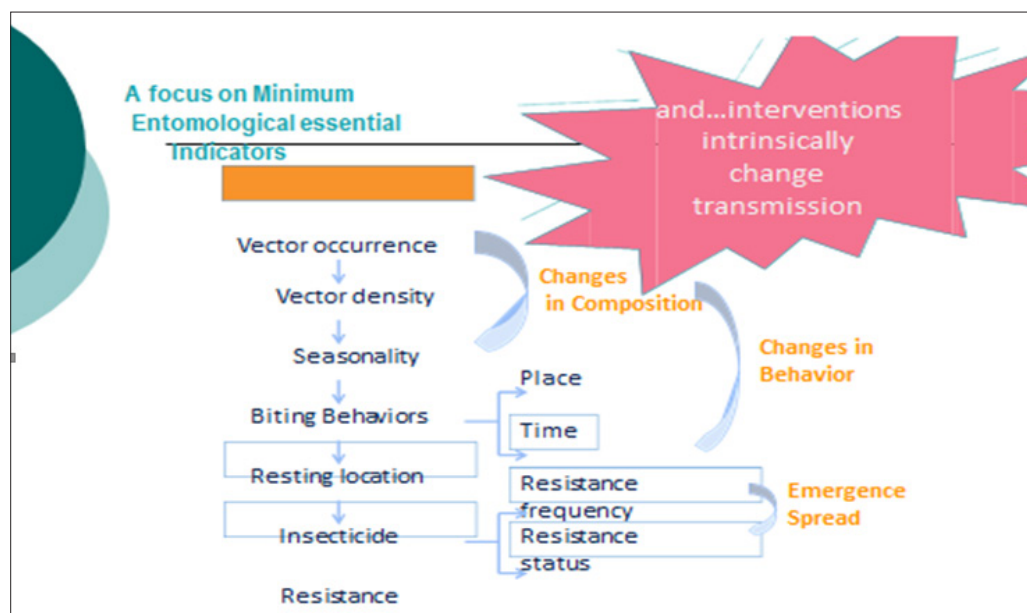 A focus on Minimum
Entomological essential
Indicators
and...interventions
intrinsically
change
transmission
Vector occurrence
Vector density
Seasonality
Biting Behaviors
Resting location
Insecticide
Resistance
Changes
in Composition
Place
Time
Changes in
Behavior
Resistance
frequency
Resistance
status
Emergence
Spread